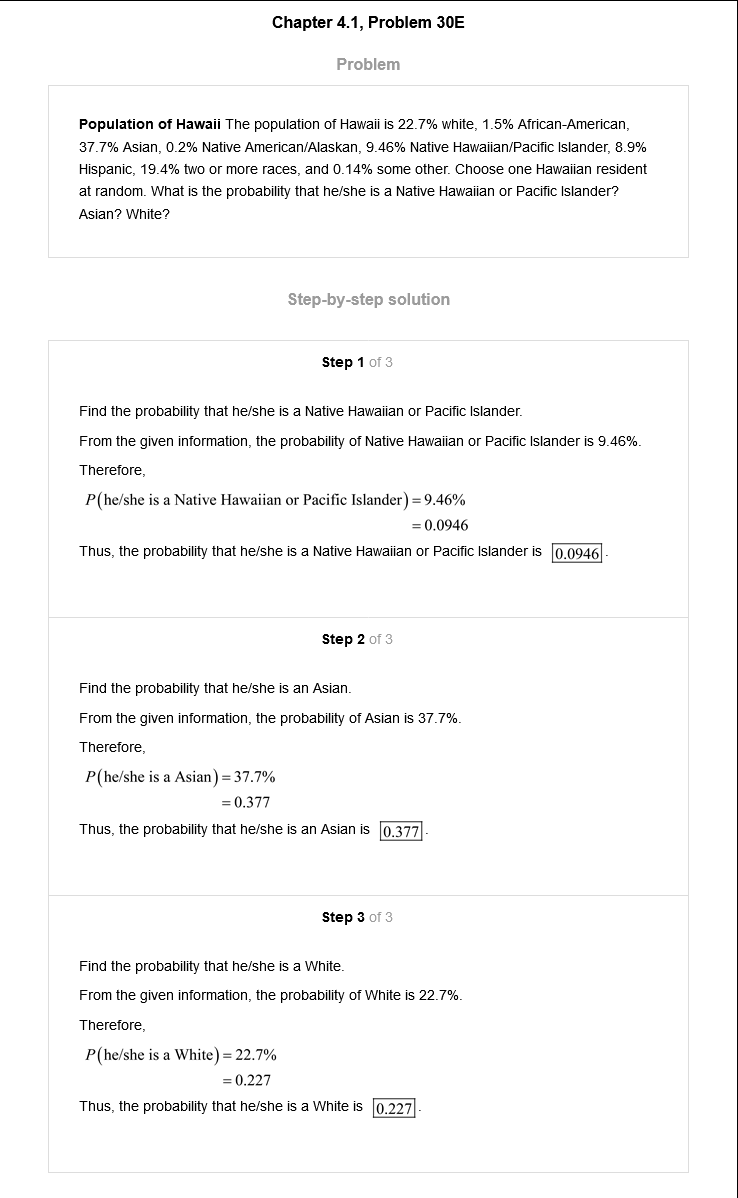 Chapter 4.1, Problem 30E
Problem
Population of Hawaii The population of Hawaii is 22.7% white, 1.5% African-American,
37.7% Asian, 0.2% Native American/Alaskan, 9.46% Native Hawaiian/Pacific Islander, 8.9%
Hispanic, 19.4% two or more races, and 0.14% some other. Choose one Hawaiian resident
at random. What is the probability that he/she is a Native Hawaiian or Pacific Islander?
Asian? White?
Step-by-step solution
Step 1 of 3
Find the probability that he/she is a Native Hawaiian or Pacific Islander.
From the given information, the probability of Native Hawaiian or Pacific Islander is 9.46%.
Therefore,
P(he/she is a Native Hawaiian or Pacific Islander) = 9.46%
= 0.0946
Thus, the probability that he/she is a Native Hawaiian or Pacific Islander is 0.0946.
Step 2 of 3
Find the probability that he/she is an Asian.
From the given information, the probability of Asian is 37.7%.
Therefore,
P(he/she is a Asian) = 37.7%
= 0.377
Thus, the probability that he/she is an Asian is 0.377.
Step 3 of 3
Find the probability that he/she is a White.
From the given information, the probability of White is 22.7%.
Therefore,
P(he/she is a White) = 22.7%
= 0.227
Thus, the probability that he/she is a White is 0.227.